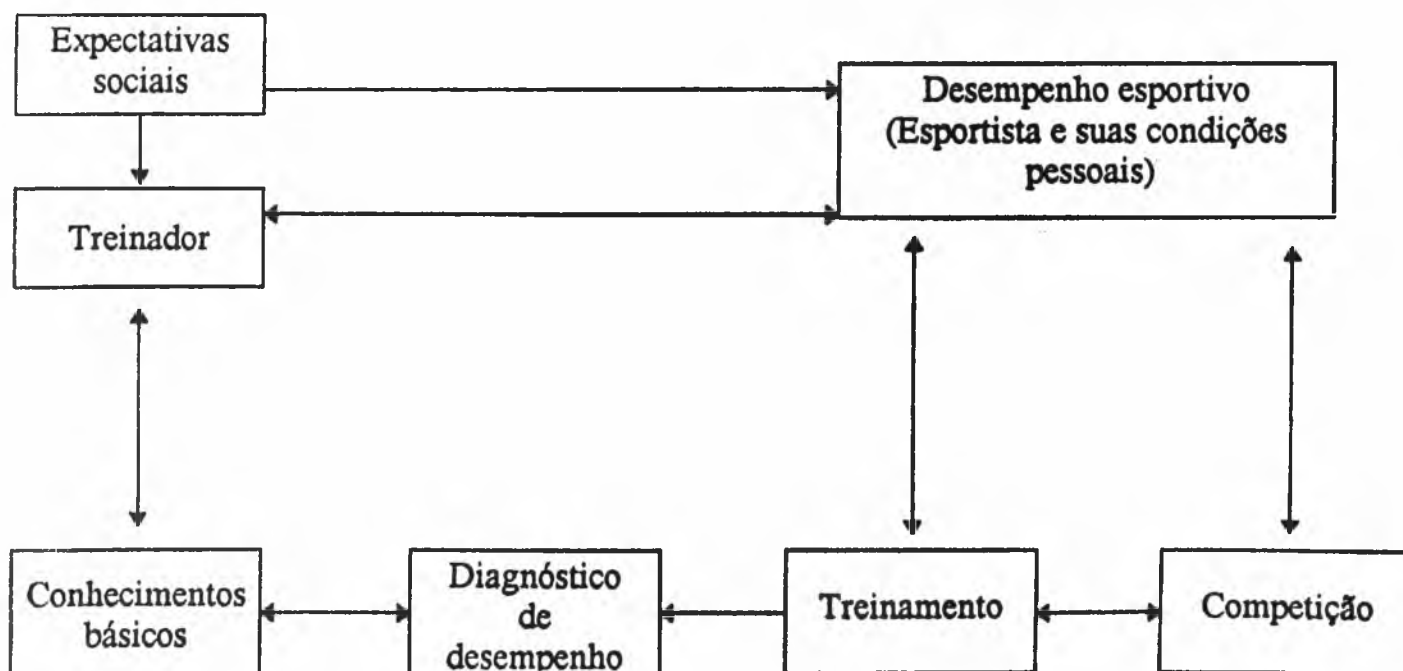 Expectativas
sociais
Desempenho esportivo
(Esportista e suas condições
pessoais)
Treinador
Conhecimentos
básicos
Diagnóstico
de
desempenho
Treinamento
Competição